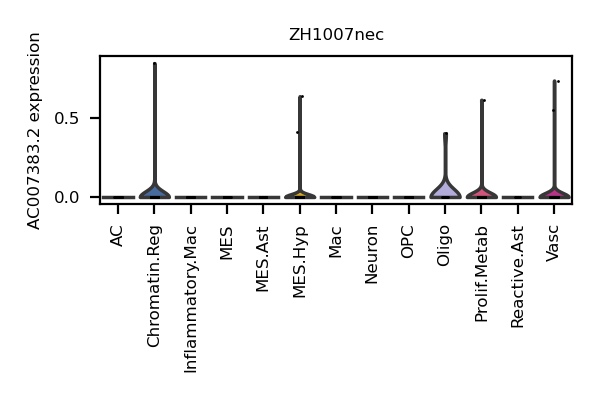 ZH1007nec
AC007383.2 expression
0.5
0.0
AC
Chromatin.Reg
Inflammatory.Mac
MES
MES.Ast
MES.Hyp
Mac
Neuron
OPC
Oligo
Prolif.Metab
Reactive.Ast
Vasc